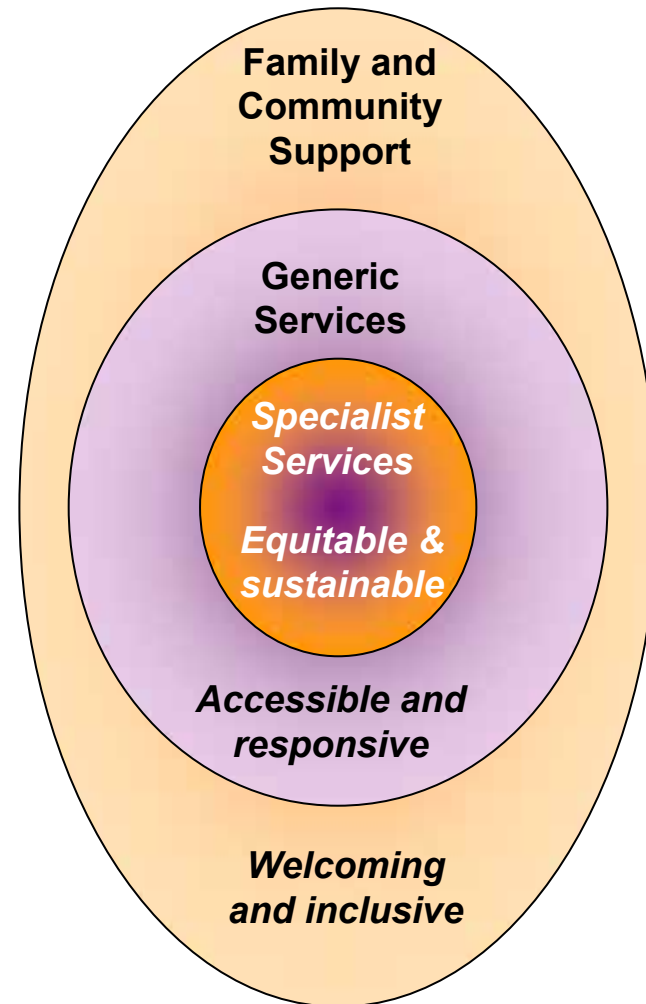 Family and
Community
Support
Generic
Services
Specialist
Services
Equitable &
sustainable
Accessible and
responsive
Welcoming
and inclusive